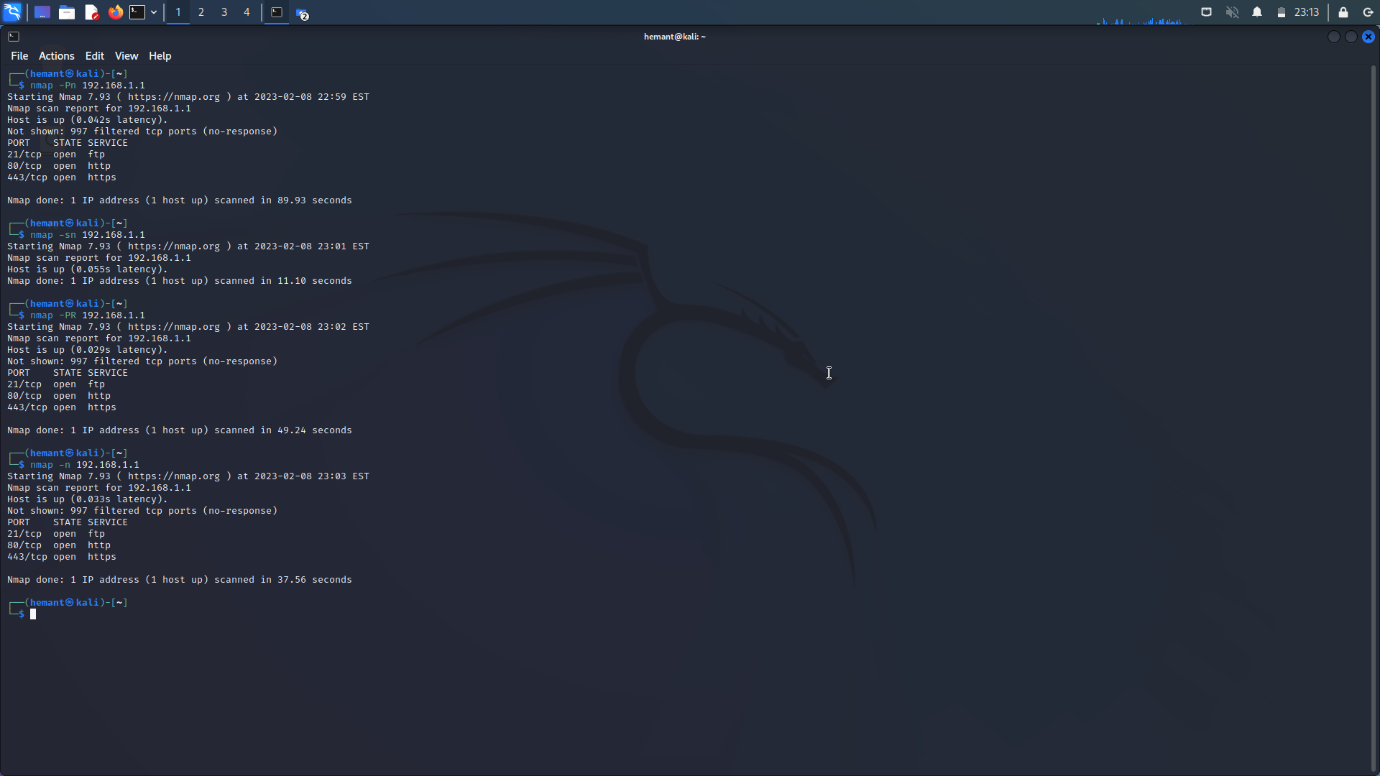 1 2 3 4 2 23:13
hemant@kali: ~
File Actions Edit View Help
┌──(hemant㉿kali)-[~]
└─$ nmap -Pn 192.168.1.1
Starting Nmap 7.93 ( https://nmap.org ) at 2023-02-08 22:59 EST
Nmap scan report for 192.168.1.1
Host is up (0.042s latency).
Not shown: 997 filtered tcp ports (no-response)
PORT    STATE SERVICE
21/tcp  open  ftp
80/tcp  open  http
443/tcp open  https

Nmap done: 1 IP address (1 host up) scanned in 89.93 seconds

┌──(hemant㉿kali)-[~]
└─$ nmap -sn 192.168.1.1
Starting Nmap 7.93 ( https://nmap.org ) at 2023-02-08 23:01 EST
Nmap scan report for 192.168.1.1
Host is up (0.055s latency).
Nmap done: 1 IP address (1 host up) scanned in 11.10 seconds

┌──(hemant㉿kali)-[~]
└─$ nmap -PR 192.168.1.1
Starting Nmap 7.93 ( https://nmap.org ) at 2023-02-08 23:02 EST
Nmap scan report for 192.168.1.1
Host is up (0.029s latency).
Not shown: 997 filtered tcp ports (no-response)
PORT    STATE SERVICE
21/tcp  open  ftp
80/tcp  open  http
443/tcp open  https

Nmap done: 1 IP address (1 host up) scanned in 49.24 seconds

┌──(hemant㉿kali)-[~]
└─$ nmap -n 192.168.1.1
Starting Nmap 7.93 ( https://nmap.org ) at 2023-02-08 23:03 EST
Nmap scan report for 192.168.1.1
Host is up (0.033s latency).
Not shown: 997 filtered tcp ports (no-response)
PORT    STATE SERVICE
21/tcp  open  ftp
80/tcp  open  http
443/tcp open  https

Nmap done: 1 IP address (1 host up) scanned in 37.56 seconds

┌──(hemant㉿kali)-[~]
└─$